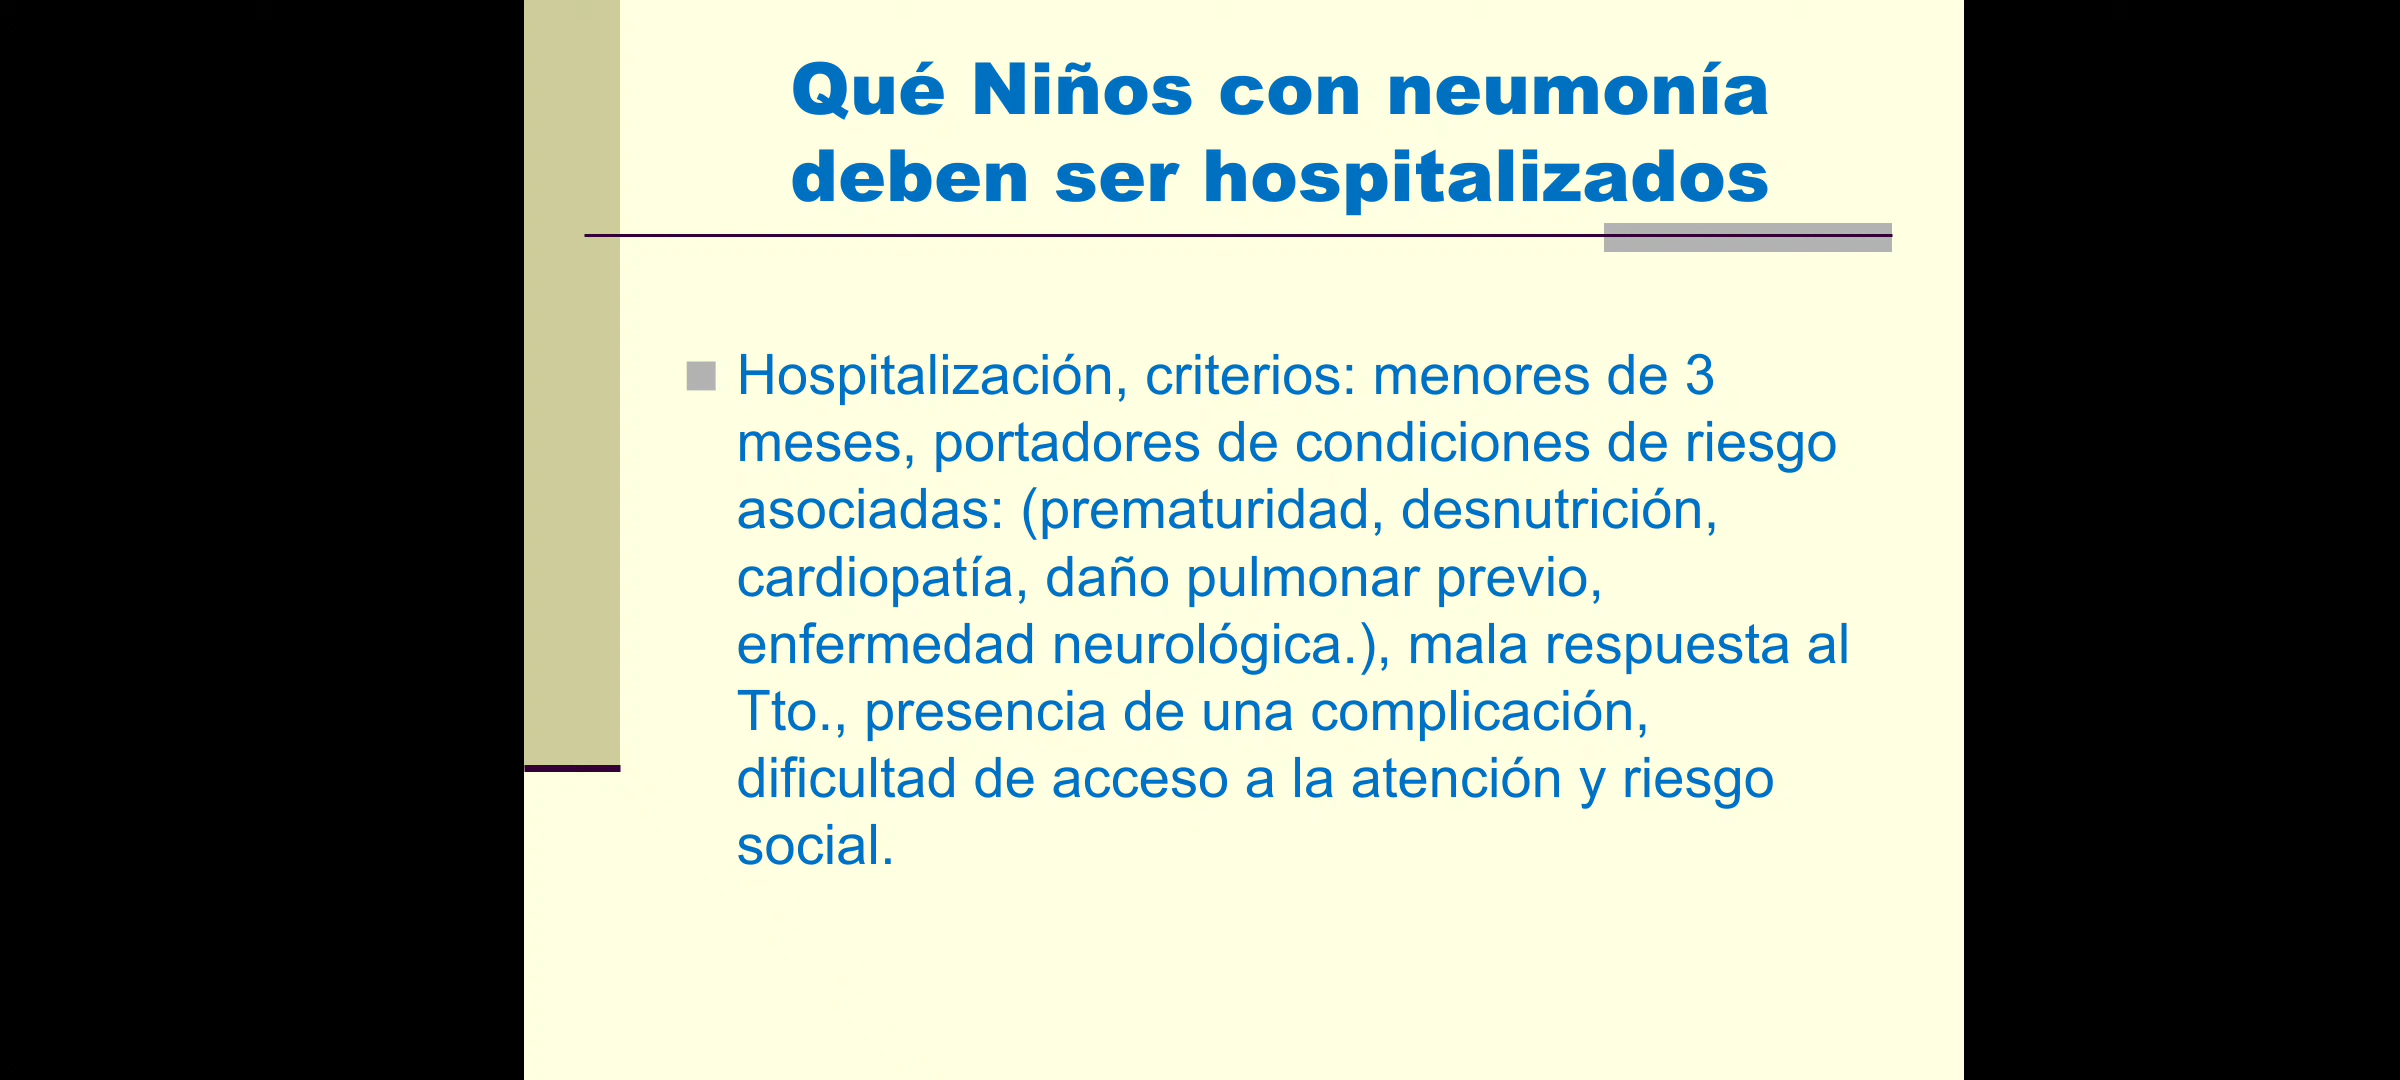 Qué Niños con neumonía
deben ser hospitalizados
Hospitalización, criterios: menores de 3
meses, portadores de condiciones de riesgo
asociadas: (prematuridad, desnutrición,
cardiopatía, daño pulmonar previo,
enfermedad neurológica.), mala respuesta al
Tto., presencia de una complicación,
dificultad de acceso a la atención y riesgo
social.